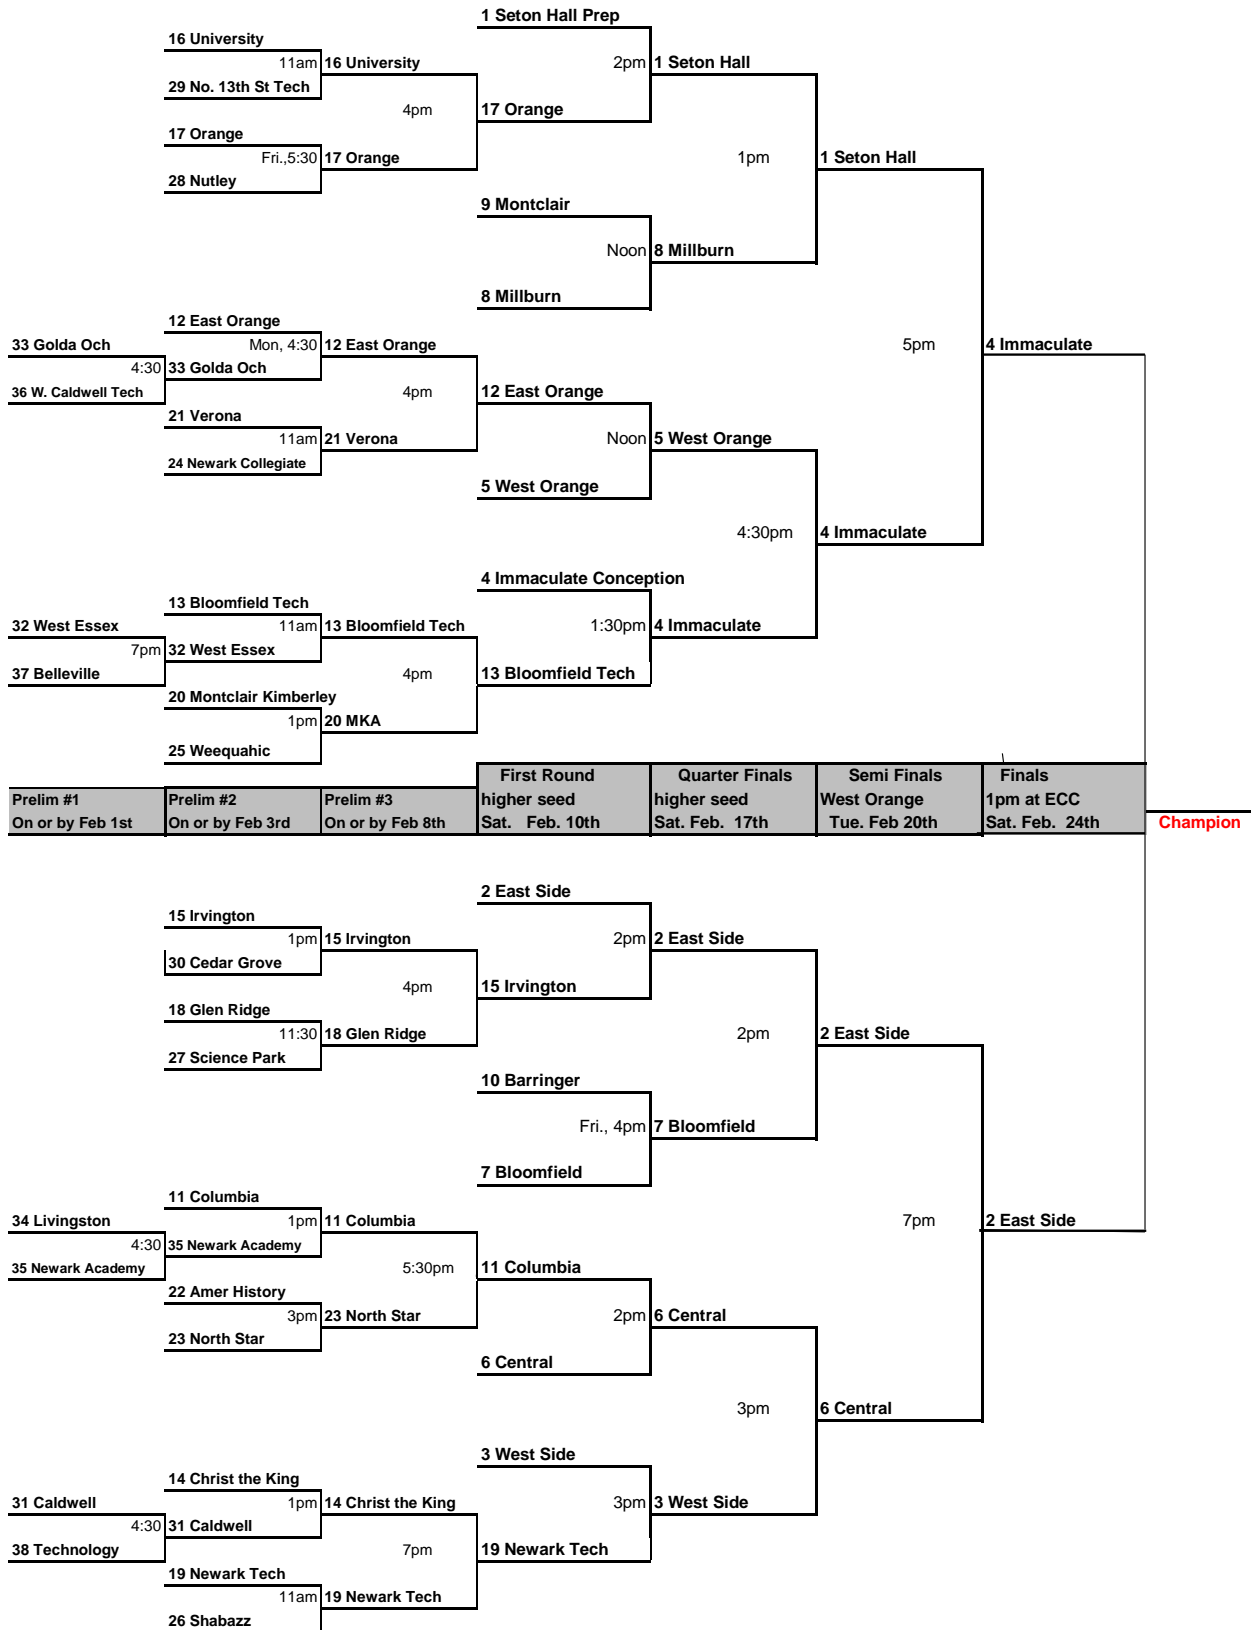 1 Seton Hall Prep
16 University
11am 16 University
2pm 1 Seton Hall
29 No. 13th St Tech
4pm 17 Orange
17 Orange
Fri.,5:30 17 Orange
1pm 1 Seton Hall
28 Nutley
9 Montclair
Noon 8 Millburn
8 Millburn
12 East Orange
33 Golda Och
Mon, 4:30 12 East Orange
5pm 4 Immaculate
4:30 33 Golda Och
36 W. Caldwell Tech
4pm 12 East Orange
21 Verona
11am 21 Verona
Noon 5 West Orange
24 Newark Collegiate
5 West Orange
4:30pm 4 Immaculate
4 Immaculate Conception
13 Bloomfield Tech
32 West Essex
11am 13 Bloomfield Tech
1:30pm 4 Immaculate
7pm 32 West Essex
37 Belleville
4pm 13 Bloomfield Tech
20 Montclair Kimberley
1pm 20 MKA
25 Weequahic
First Round Quarter Finals Semi Finals Finals
Prelim #1 Prelim #2 Prelim #3 higher seed higher seed West Orange 1pm at ECC
On or by Feb 1st On or by Feb 3rd On or by Feb 8th Sat. Feb. 10th Sat. Feb. 17th Tue. Feb 20th Sat. Feb. 24th Champion
2 East Side
15 Irvington
1pm 15 Irvington
2pm 2 East Side
30 Cedar Grove
4pm 15 Irvington
18 Glen Ridge
11:30 18 Glen Ridge
2pm 2 East Side
27 Science Park
10 Barringer
Fri., 4pm 7 Bloomfield
7 Bloomfield
11 Columbia
34 Livingston
1pm 11 Columbia
7pm 2 East Side
4:30 35 Newark Academy
35 Newark Academy
5:30pm 11 Columbia
22 Amer History
3pm 23 North Star
2pm 6 Central
23 North Star
6 Central
3pm 6 Central
3 West Side
14 Christ the King
31 Caldwell
1pm 14 Christ the King
3pm 3 West Side
4:30 31 Caldwell
38 Technology
7pm 19 Newark Tech
19 Newark Tech
11am 19 Newark Tech
26 Shabazz